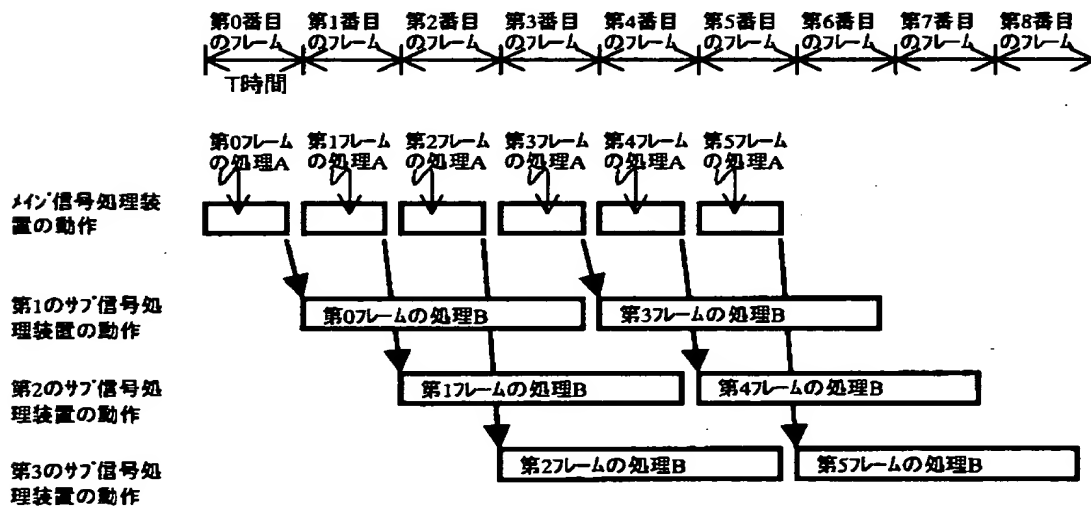 第0番目 第1番目 第2番目 第3番目 第4番目 第5番目 第6番目 第7番目 第8番目
のフレーム のフレーム のフレーム のフレーム のフレーム のフレーム のフレーム のフレーム のフレーム
T時間
第0フレーム 第1フレーム 第2フレーム 第3フレーム 第4フレーム 第5フレーム
の処理A の処理A の処理A の処理A の処理A の処理A
メイン信号処理装
置の動作
第1のサブ信号処
理装置の動作
第0フレームの処理B 第3フレームの処理B
第2のサブ信号処
理装置の動作
第1フレームの処理B 第4フレームの処理B
第3のサブ信号処
理装置の動作
第2フレームの処理B 第5フレームの処理B